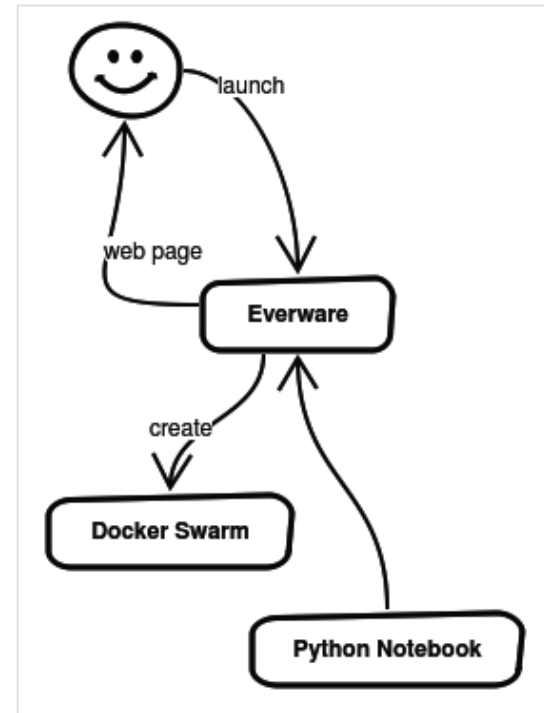 launch
web page
Everware
create
Docker Swarm
Python Notebook